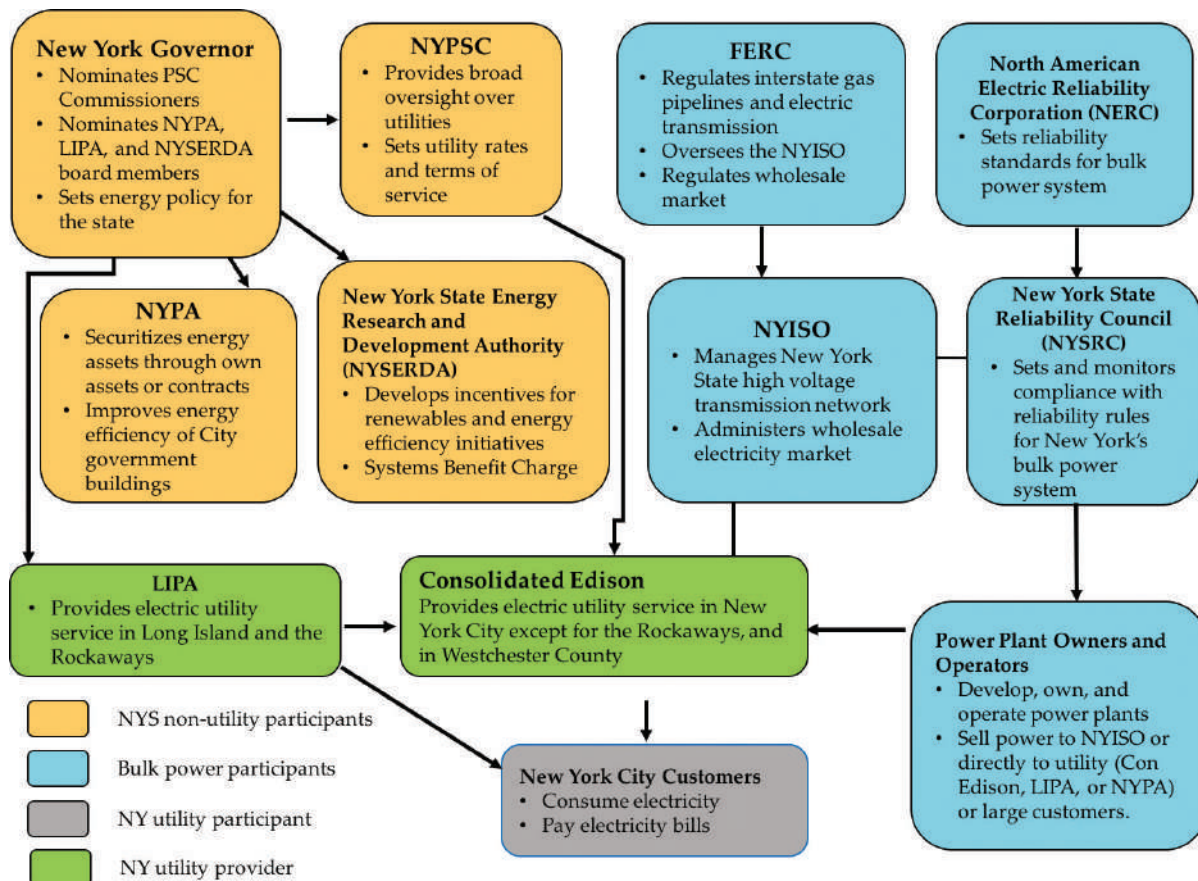 New York Governor
• Nominates PSC
Commissioners
• Nominates NYPA,
LIPA, and NYSERDA
board members
• Sets energy policy for
the state
NYPSC
• Provides broad
oversight over
utilities
• Sets utility rates
and terms of
service
FERC
• Regulates interstate gas
pipelines and electric
transmission
• Oversees the NYISO
• Regulates wholesale
market
North American
Electric Reliability
Corporation (NERC)
• Sets reliability
standards for bulk
power system
NYPA
• Securitizes energy
assets through own
assets or contracts
• Improves energy
efficiency of City
government
buildings
New York State Energy
Research and
Development Authority
(NYSERDA)
• Develops incentives for
renewables and energy
efficiency initiatives
• Systems Benefit Charge
NYISO
• Manages New York
State high voltage
transmission network
• Administers wholesale
electricity market
New York State
Reliability Council
(NYSRC)
• Sets and monitors
compliance with
reliability rules
for New York's
bulk power
system
LIPA
• Provides electric utility
service in Long Island and the
Rockaways
Consolidated Edison
Provides electric utility service in New
York City except for the Rockaways, and
in Westchester County
Power Plant Owners and
Operators
• Develop, own, and
operate power plants
• Sell power to NYISO or
directly to utility (Con
Edison, LIPA, or NYPA)
or large customers.
New York City Customers
• Consume electricity
• Pay electricity bills
NYS non-utility participants
Bulk power participants
NY utility participant
NY utility provider